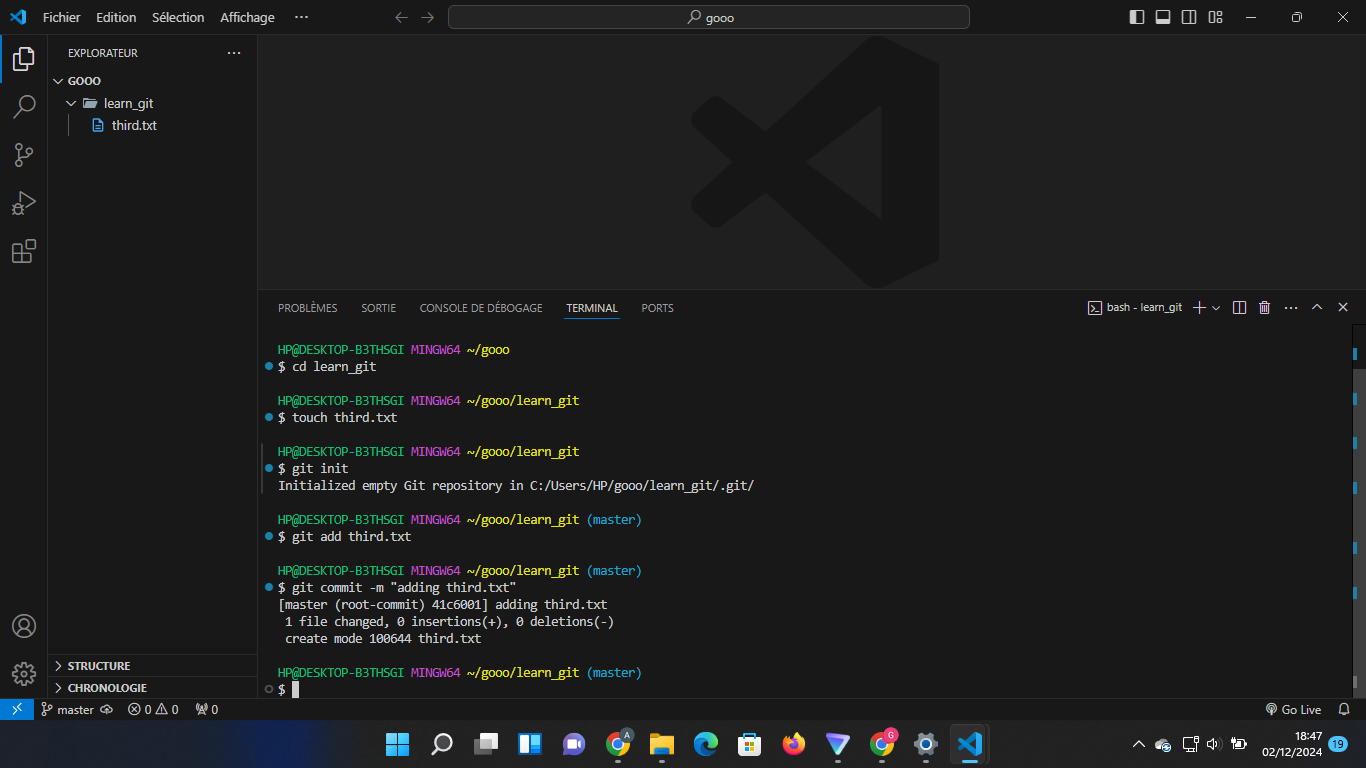 Fichier Edition Sélection Affichage ··· gooo
EXPLORATEUR ···
GOOO
learn_git
third.txt
PROBLÈMES SORTIE CONSOLE DE DÉBOGAGE TERMINAL PORTS bash - learn_git
HP@DESKTOP-B3THSGI MINGW64 ~/gooo
$ cd learn_git
HP@DESKTOP-B3THSGI MINGW64 ~/gooo/learn_git
$ touch third.txt
HP@DESKTOP-B3THSGI MINGW64 ~/gooo/learn_git
$ git init
Initialized empty Git repository in C:/Users/HP/gooo/learn_git/.git/
HP@DESKTOP-B3THSGI MINGW64 ~/gooo/learn_git (master)
$ git add third.txt
HP@DESKTOP-B3THSGI MINGW64 ~/gooo/learn_git (master)
$ git commit -m "adding third.txt"
[master (root-commit) 41c6001] adding third.txt
1 file changed, 0 insertions(+), 0 deletions(-)
create mode 100644 third.txt
HP@DESKTOP-B3THSGI MINGW64 ~/gooo/learn_git (master)
$
STRUCTURE
CHRONOLOGIE
master 0 0 0 Go Live
A G 18:47
02/12/2024 19